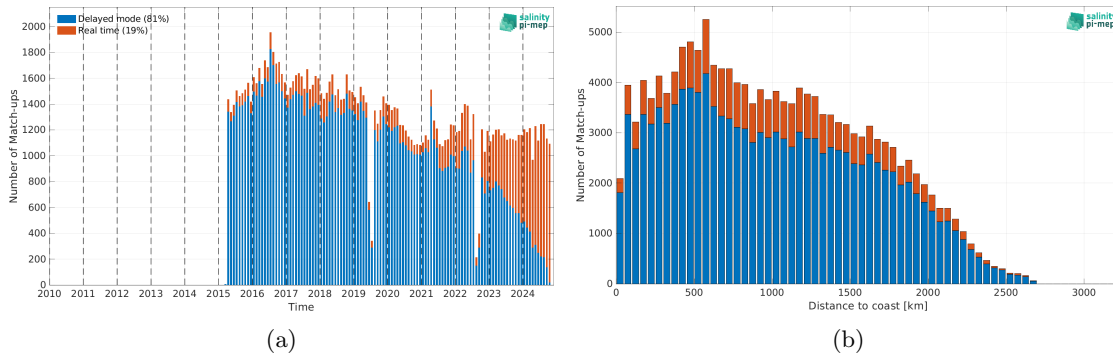 Delayed mode (81%)
Real time (19%)
salinity
pi-mep
Number of Match-ups
2000
1800
1600
1400
1200
1000
800
600
400
200
0
2010 2011 2012 2013 2014 2015 2016 2017 2018 2019 2020 2021 2022 2023 2024
Time
(a)
salinity
pi-mep
Number of Match-ups
5000
4000
3000
2000
1000
0
0 500 1000 1500 2000 2500 3000
Distance to coast [km]
(b)